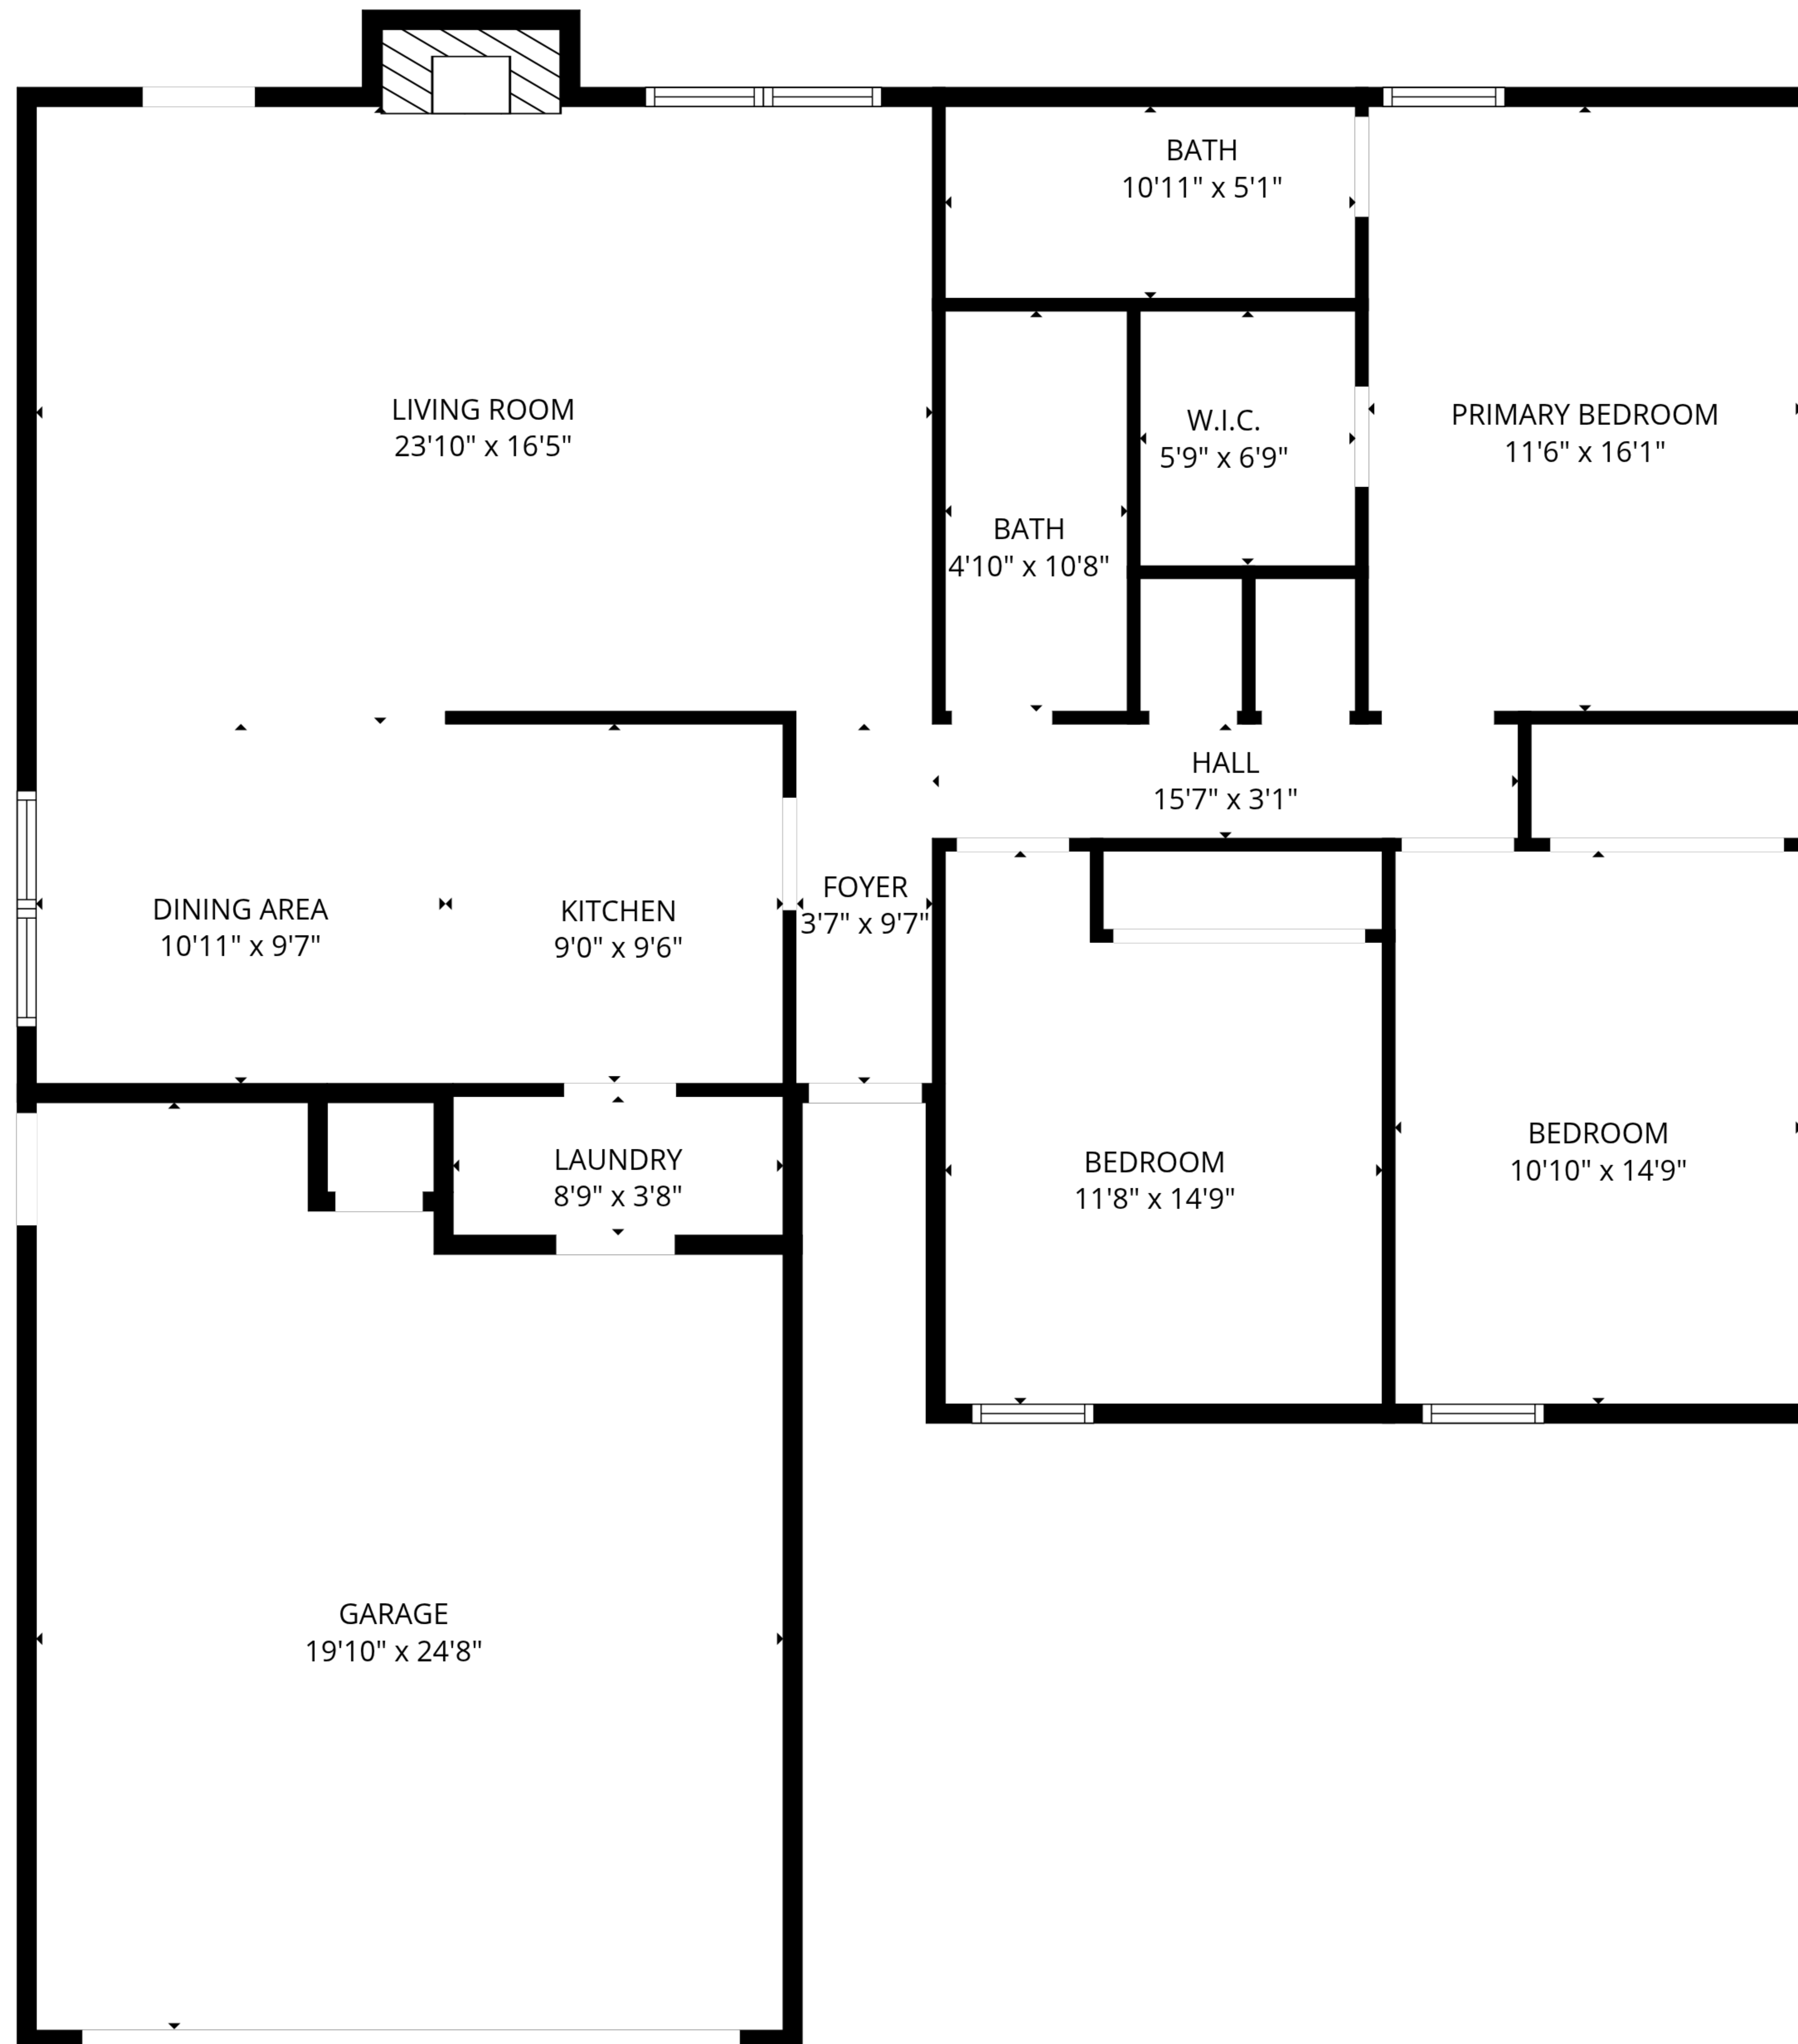 BATH
10'11" x 5'1"
LIVING ROOM
23'10" x 16'5"
W.I.C.
5'9" x 6'9"
PRIMARY BEDROOM
11'6" x 16'1"
BATH
4'10" x 10'8"
HALL
15'7" x 3'1"
DINING AREA
10'11" x 9'7"
KITCHEN
9'0" x 9'6"
FOYER
3'7" x 9'7"
LAUNDRY
8'9" x 3'8"
BEDROOM
11'8" x 14'9"
BEDROOM
10'10" x 14'9"
GARAGE
19'10" x 24'8"